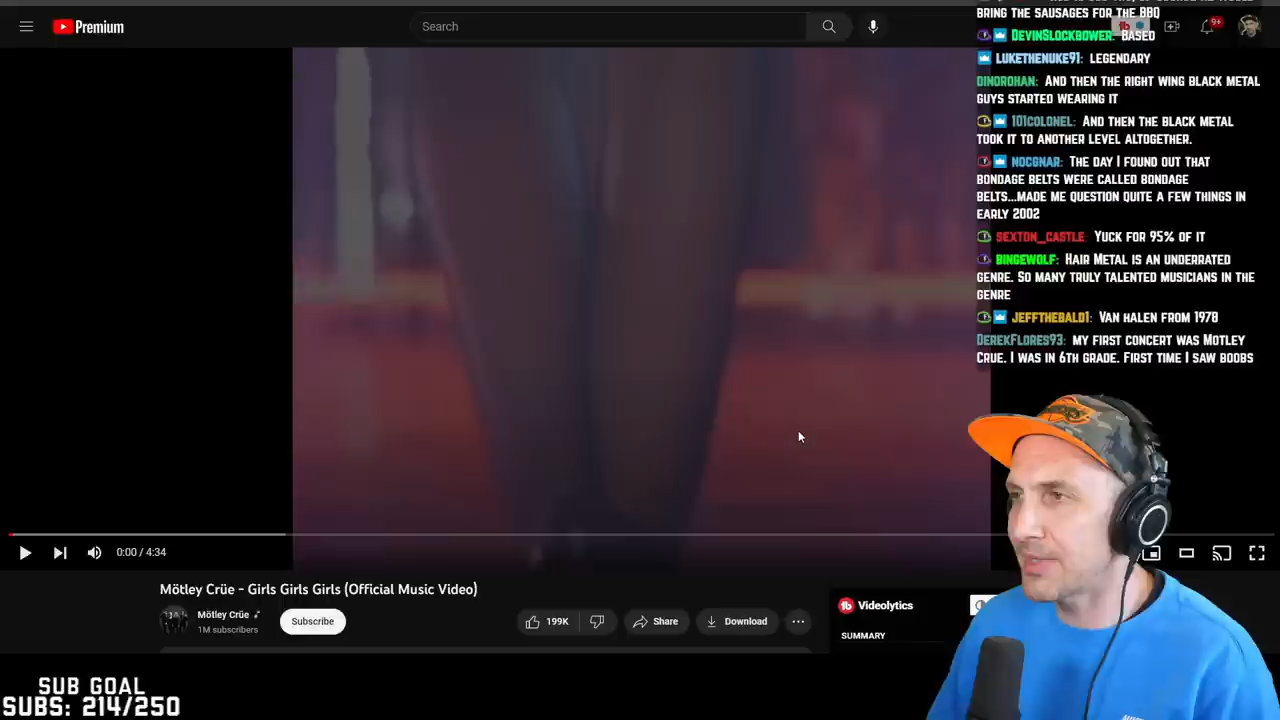 Premium
Search
9+
BRING THE SAUSAGES FOR THE BBQ
DEVINSLOCKBOWER: BASED
LUKETHENUKE91: LEGENDARY
DINOROHAN: AND THEN THE RIGHT WING BLACK METAL
GUYS STARTED WEARING IT
101COLONEL: AND THEN THE BLACK METAL
TOOK IT TO ANOTHER LEVEL ALTOGETHER.
NOCGNAR: THE DAY I FOUND OUT THAT
BONDAGE BELTS WERE CALLED BONDAGE
BELTS...MADE ME QUESTION QUITE A FEW THINGS IN
EARLY 2002
SEXTON_CASTLE: YUCK FOR 95% OF IT
BINGEWOLF: HAIR METAL IS AN UNDERRATED
GENRE. SO MANY TRULY TALENTED MUSICIANS IN THE
GENRE
JEFFTHEBALD1: VAN HALEN FROM 1978
DEREKFLORES93: MY FIRST CONCERT WAS MOTLEY
CRUE. I WAS IN 6TH GRADE. FIRST TIME I SAW BOOBS
0:00 / 4:34
Mötley Crüe - Girls Girls Girls (Official Music Video)
Mötley Crüe
1M subscribers
Subscribe
199K
Share
Download
Videolytics
SUMMARY
SUB GOAL
SUBS: 214/250